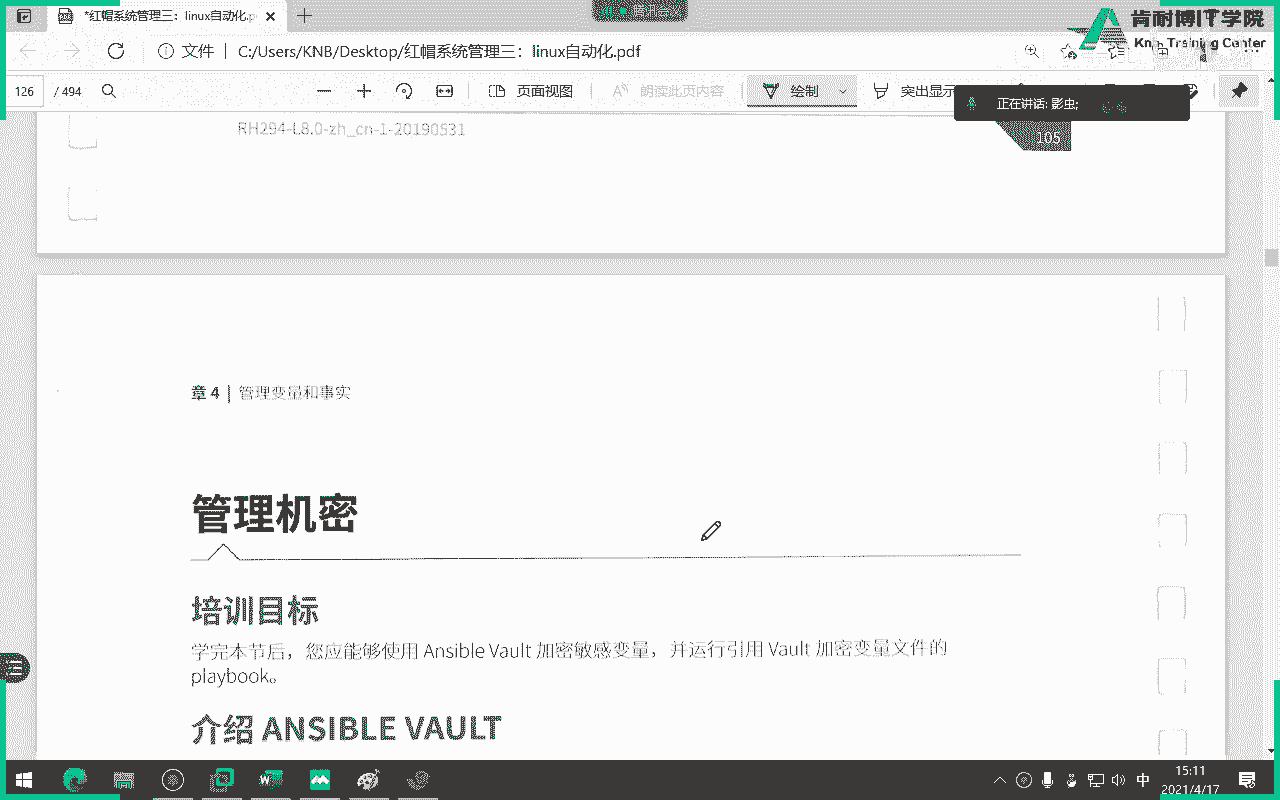 *红帽系统管理三：linux自动化.p
肯耐博IT学院
Training Center
文件
C:/Users/KNB/Desktop/红帽系统管理三：linux自动化.pdf
126 / 494
页面视图
朗读此页内容
绘制
突出显示
正在讲话: 影虫;
RH294-L8.0-zh_cn-1-20190531
105
章 4 | 管理变量和事实
管理机密
培训目标
学完本节后，您应能够使用 Ansible Vault 加密敏感变量，并运行引用 Vault 加密变量文件的
playbook。
介绍 ANSIBLE VAULT
中
15:11
2021/4/17